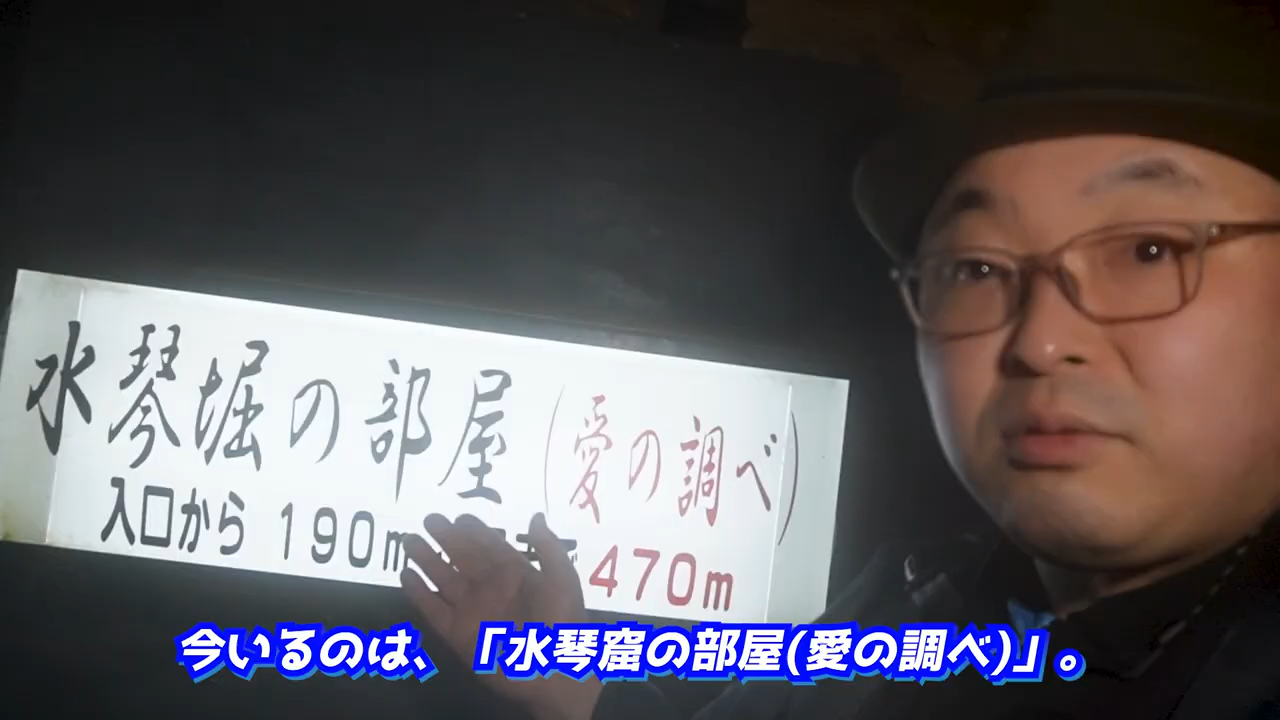 水琴堀の部屋(愛の調べ)
入口から 190m 470m
今いるのは、「水琴窟の部屋(愛の調べ)」。